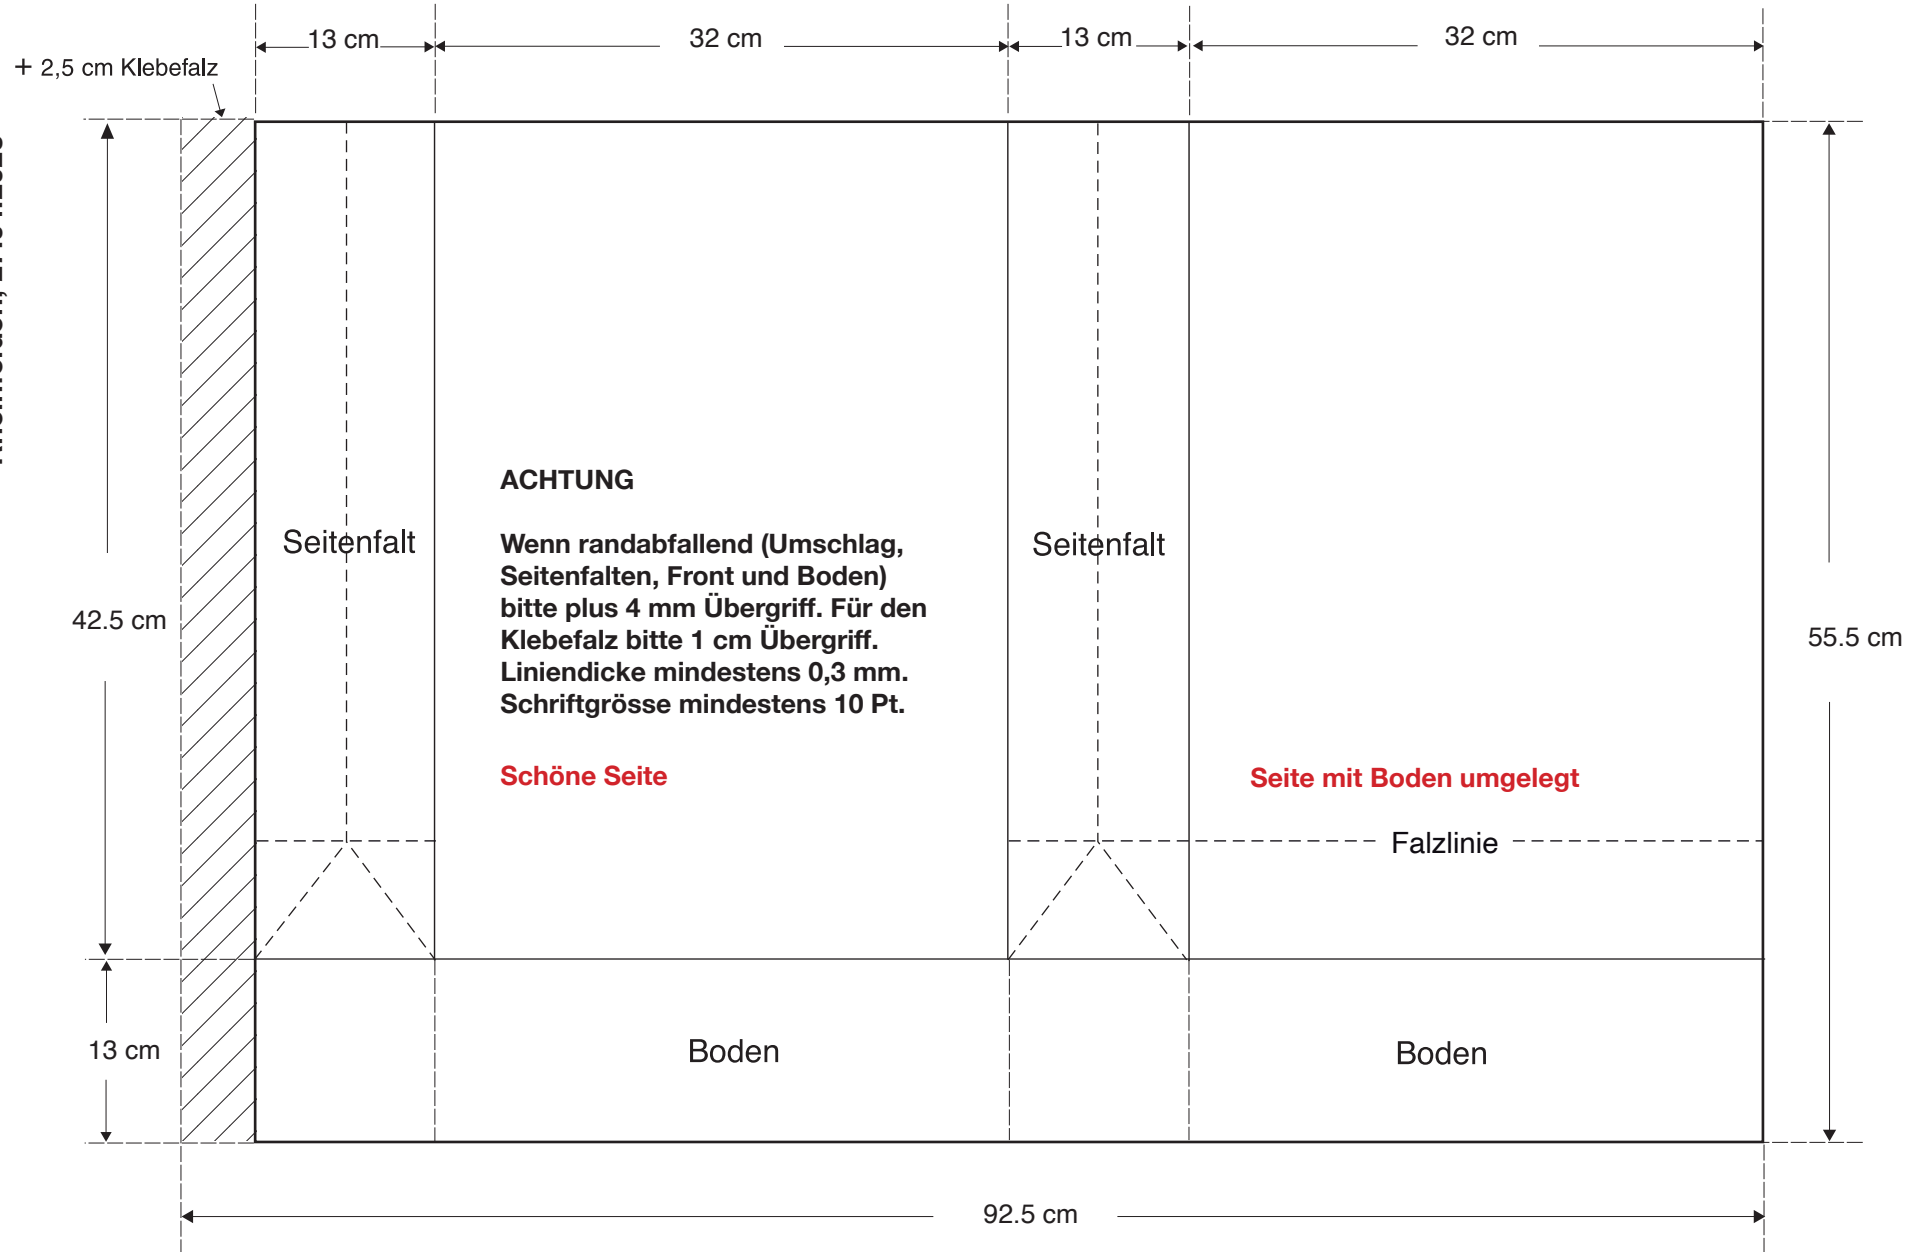 13 cm
32 cm
13 cm
32 cm
+ 2,5 cm Klebefalz
ACHTUNG
Wenn randabfallend (Umschlag,
Seitenfalten, Front und Boden)
bitte plus 4 mm Übergriff. Für den
Klebefalz bitte 1 cm Übergriff.
Liniendicke mindestens 0,3 mm.
Schriftgrösse mindestens 10 Pt.
Seitenfalt
Seitenfalt
42.5 cm
55.5 cm
Schöne Seite
Seite mit Boden umgelegt
Falzlinie
13 cm
Boden
Boden
92.5 cm